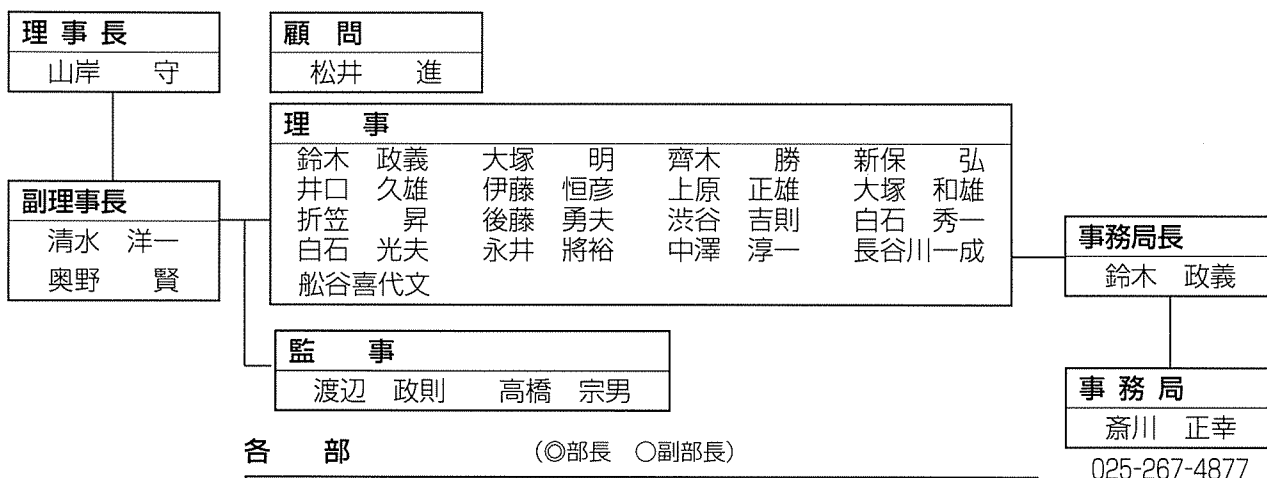 理事長
山岸 守
顧問
松井 進
理事
鈴木 政義 大塚 明 齊木 勝 新保 弘
井口 久雄 伊藤 恒彦 上原 正雄 大塚 和雄
折笠 昇 後藤 勇夫 渋谷 吉則 白石 秀一
白石 光夫 永井 將裕 中澤 淳一 長谷川一成
舩谷喜代文
副理事長
清水 洋一
奥野 賢
監事
渡辺 政則 高橋 宗男
事務局長
鈴木 政義
事務局
斎川 正幸
025-267-4877
各部 (◎部長 ○副部長)